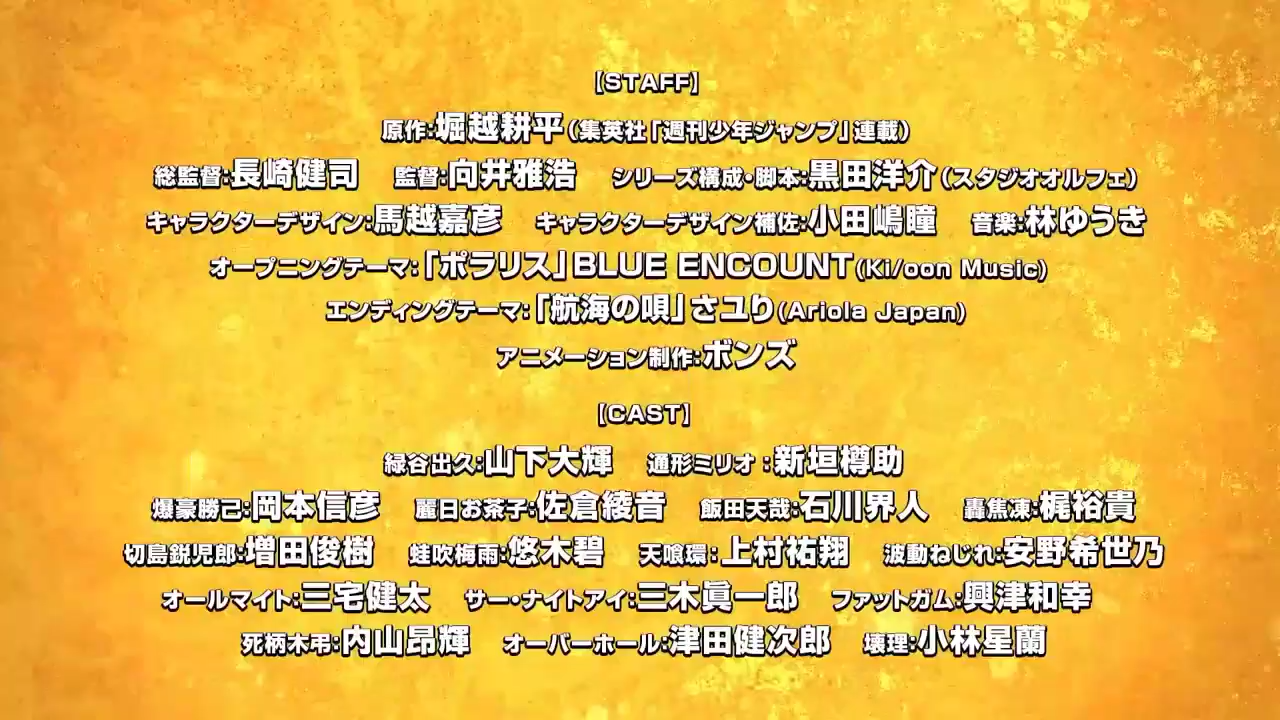 【STAFF】
原作:堀越耕平(集英社「週刊少年ジャンプ」連載)
総監督:長崎健司 監督:向井雅浩 シリーズ構成・脚本:黒田洋介(スタジオオルフェ)
キャラクターデザイン:馬越嘉彦 キャラクターデザイン補佐:小田嶋瞳 音楽:林ゆうき
オープニングテーマ:「ポラリス」BLUE ENCOUNT(Ki/oon Music)
エンディングテーマ:「航海の唄」さユり(Ariola Japan)
アニメーション制作:ボンズ
【CAST】
緑谷出久:山下大輝 通形ミリオ:新垣樽助
爆豪勝己:岡本信彦 麗日お茶子:佐倉綾音 飯田天哉:石川界人 轟焦凍:梶裕貴
切島鋭児郎:増田俊樹 蛙吹梅雨:悠木碧 天喰環:上村祐翔 波動ねじれ:安野希世乃
オールマイト:三宅健太 サー・ナイトアイ:三木眞一郎 ファットガム:興津和幸
死柄木弔:内山昂輝 オーバーホール:津田健次郎 壊理:小林星蘭